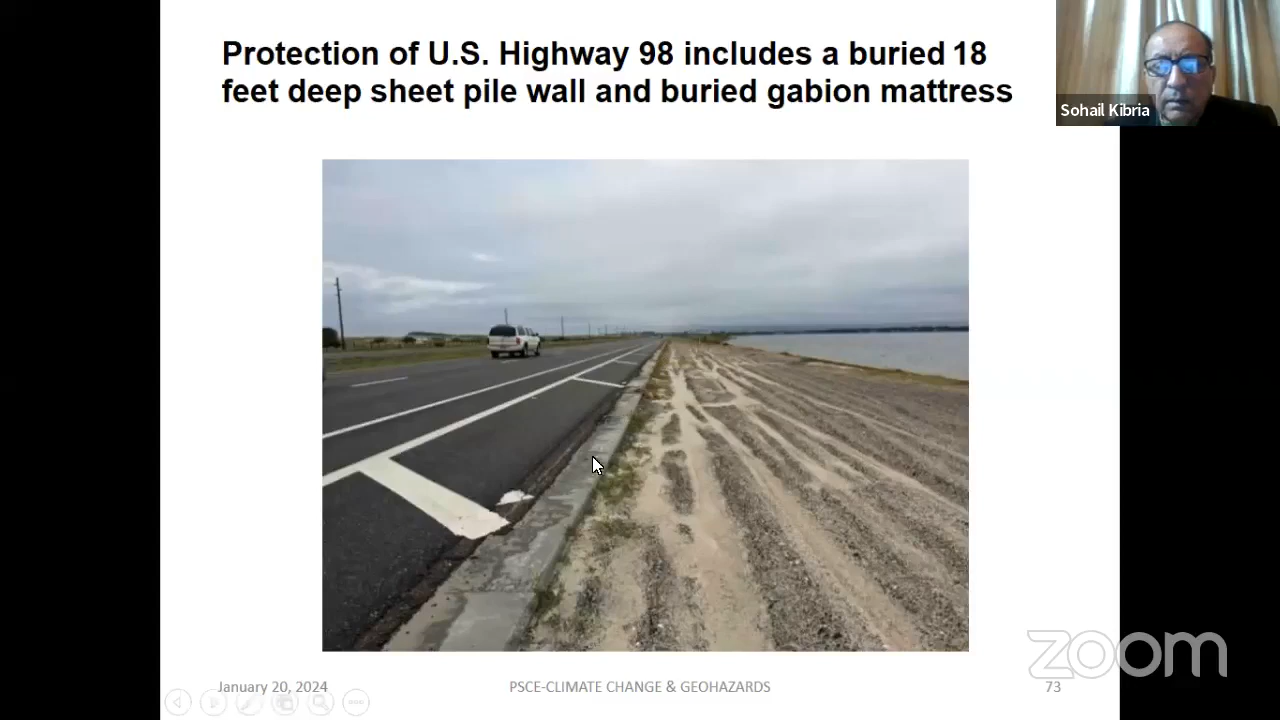 Protection of U.S. Highway 98 includes a buried 18
feet deep sheet pile wall and buried gabion mattress
Sohail Kibria
zoom
January 20, 2024
PSCE-CLIMATE CHANGE & GEOHAZARDS
73